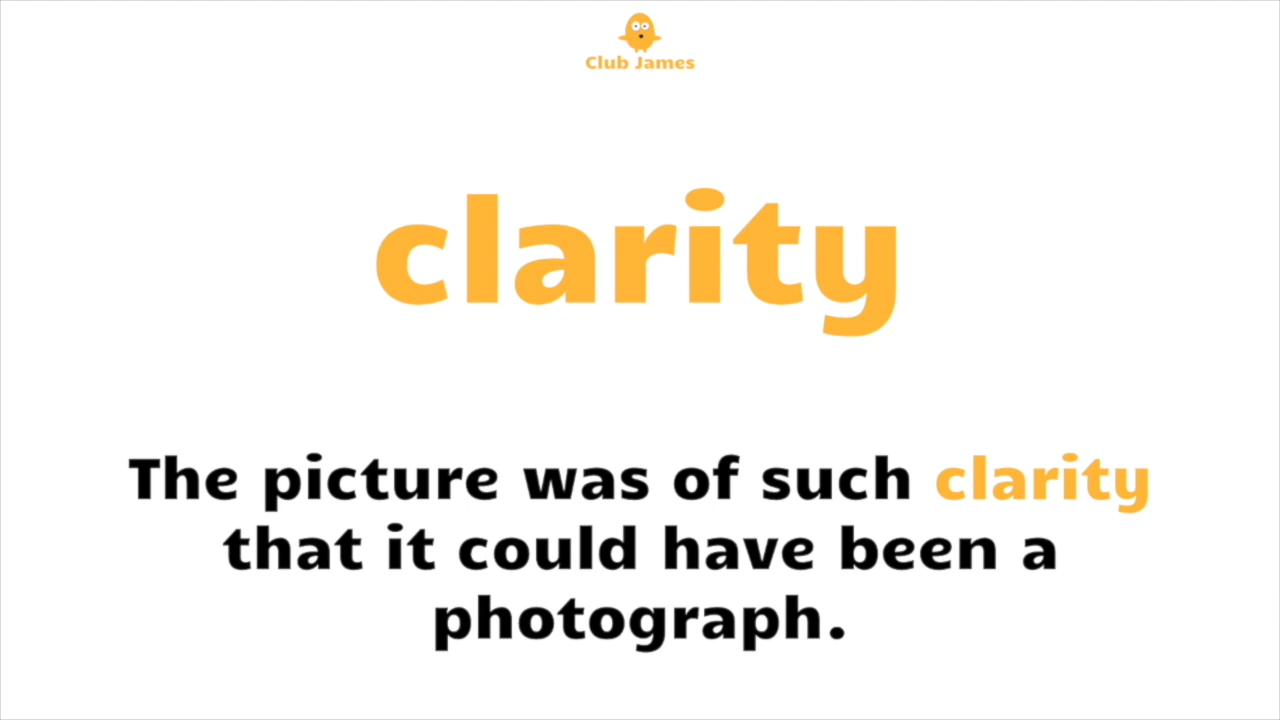 Club James
clarity
The picture was of such clarity
that it could have been a
photograph.